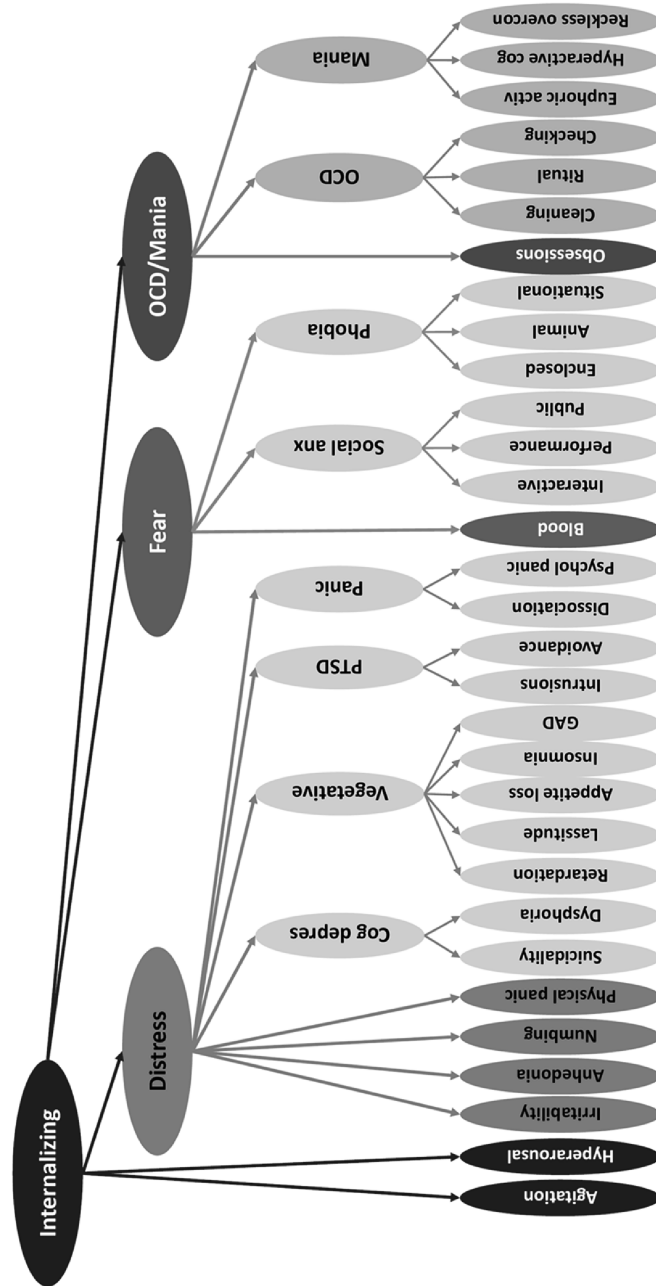 Internalizing
Distress
Fear
OCD/Mania
Cog depres
Vegetative
PTSD
Panic
Social anx
Phobia
OCD
Mania
Agitation
Hyperarousal
Irritability
Anhedonia
Numbing
Physical panic
Suicidality
Dysphoria
Retardation
Lassitude
Appetite loss
Insomnia
GAD
Intrusions
Avoidance
Dissociation
Psychol panic
Blood
Interactive
Performance
Public
Enclosed
Animal
Situational
Obsessions
Cleaning
Ritual
Checking
Euphoric activ
Hyperactive cog
Reckless overcon